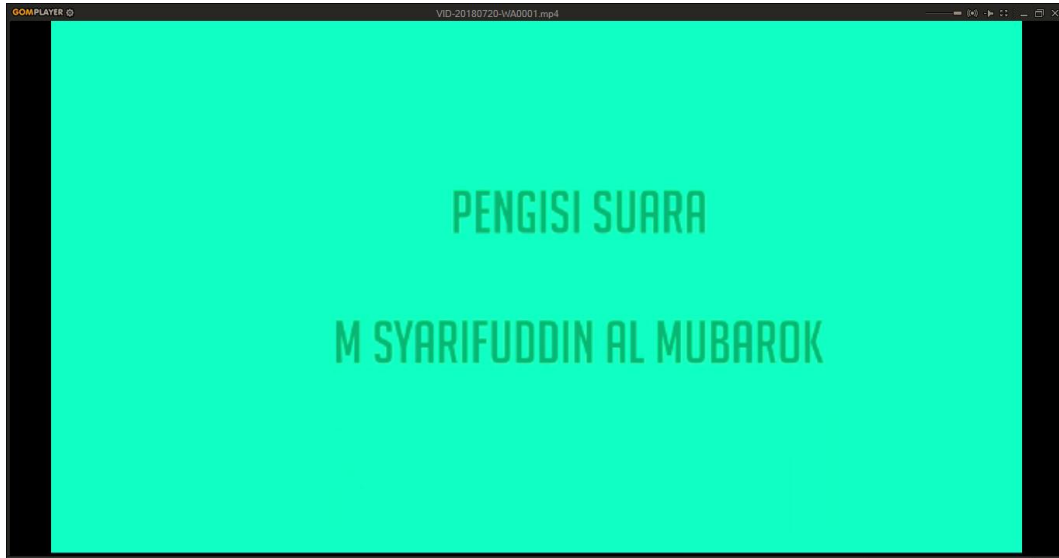 GOMPLAYER
VID-20180720-WA0001.mp4
PENGISI SUARA
M SYARIFUDDIN AL MUBAROK